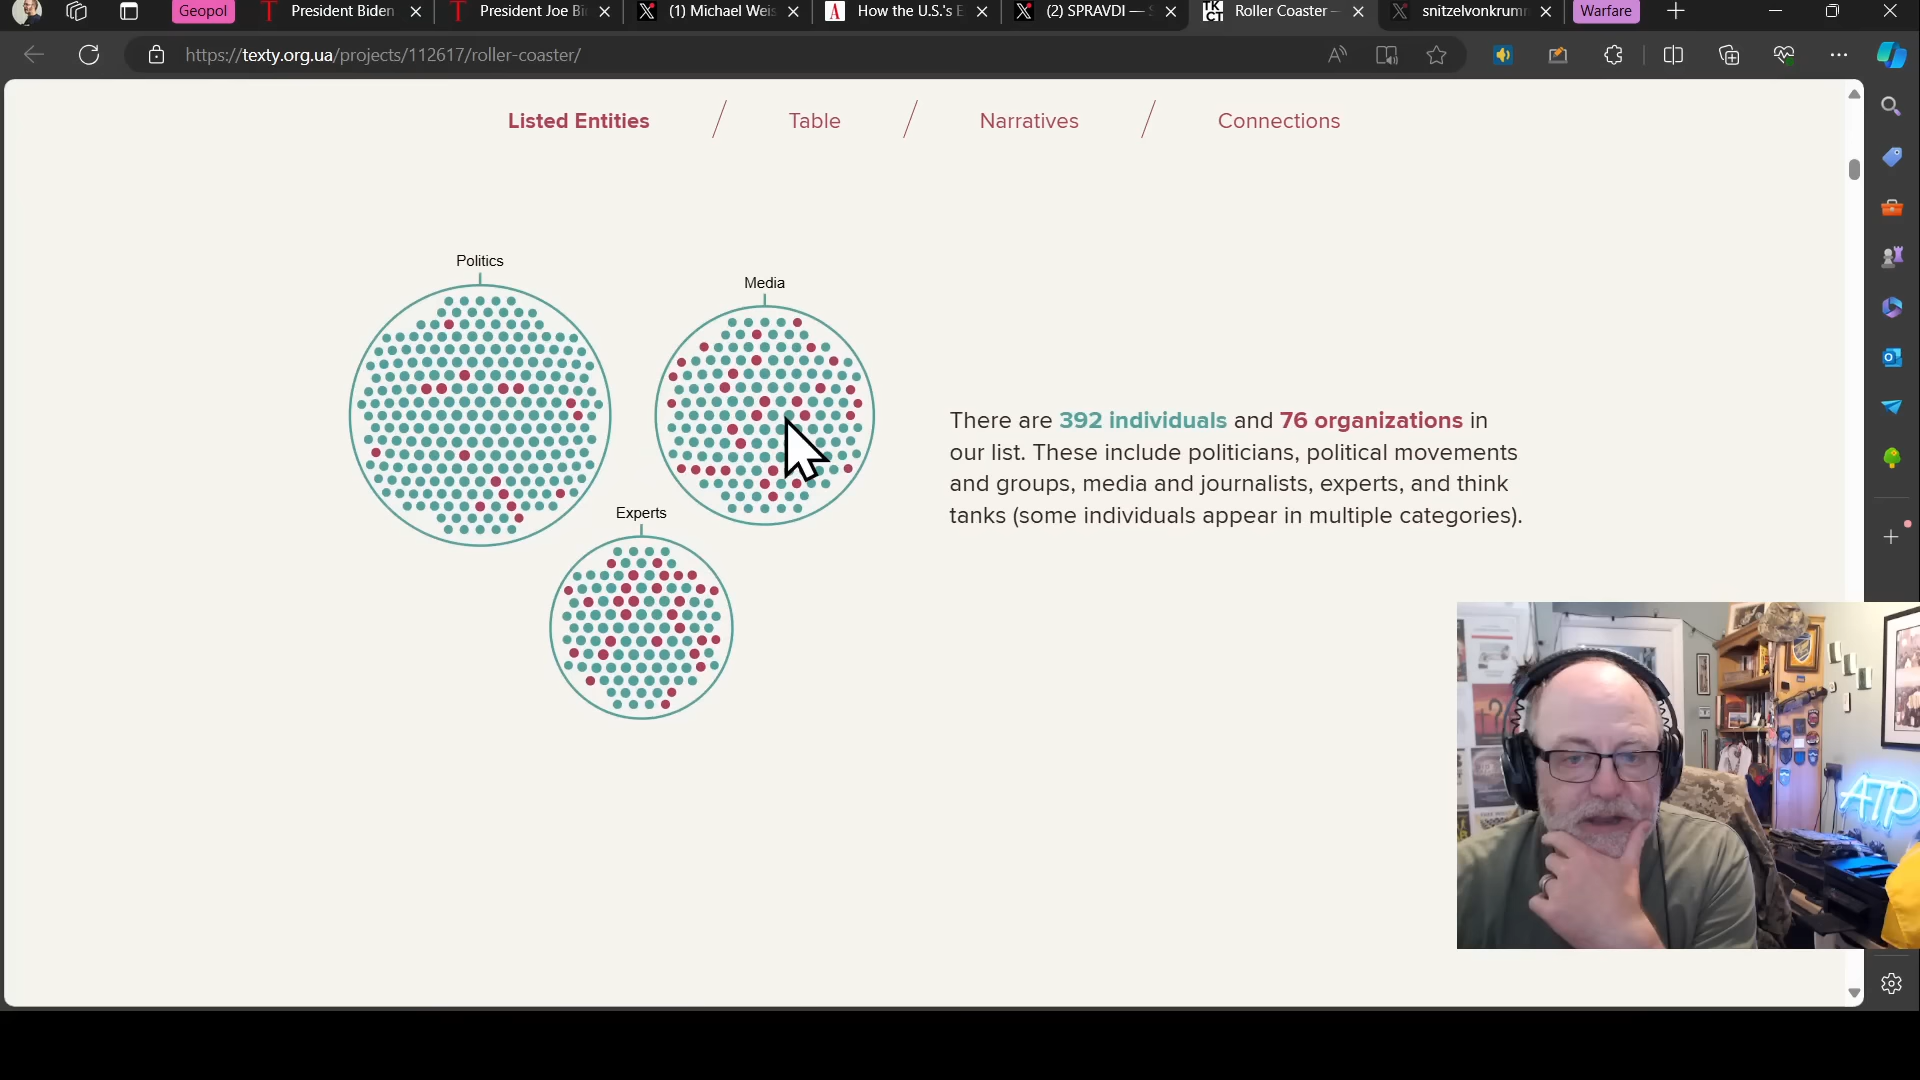 Geopol
President Biden
President Joe Bi
(1) Michael Weis
How the U.S.'s E
(2) SPRAVDI —
Roller Coaster –
snitzelvonkrumm
Warfare
https://texty.org.ua/projects/112617/roller-coaster/
Listed Entities / Table / Narratives / Connections
Politics
Media
Experts
There are 392 individuals and 76 organizations in
our list. These include politicians, political movements
and groups, media and journalists, experts, and think
tanks (some individuals appear in multiple categories).
ATP